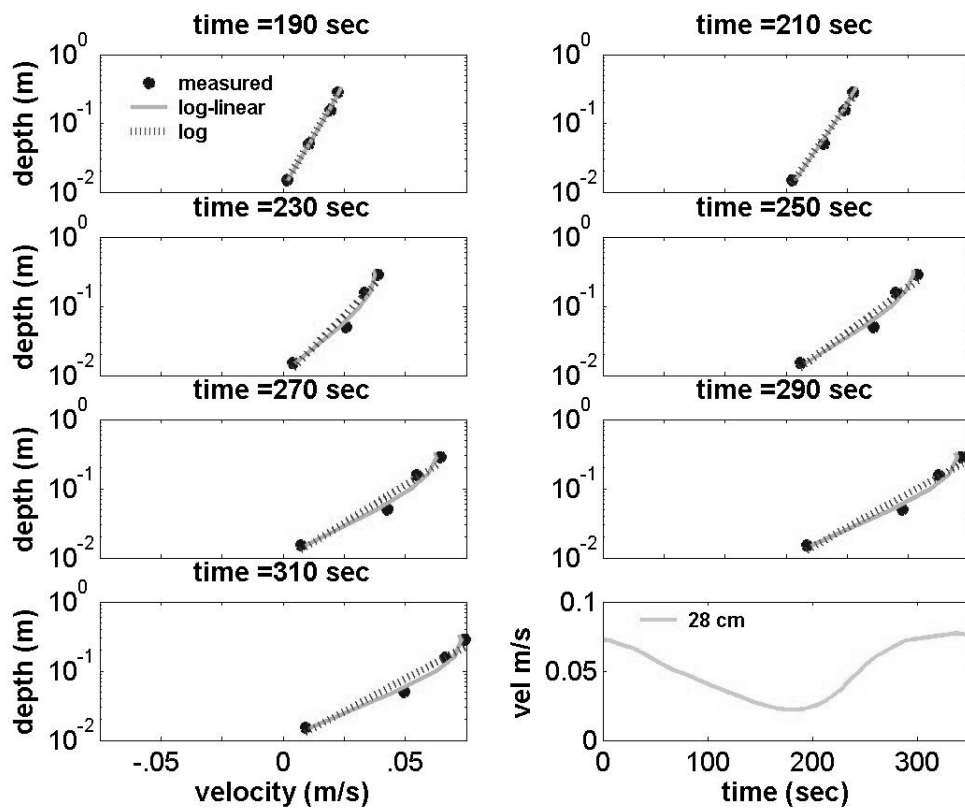 time =190 sec
time =210 sec
10^0
10^-1
10^-2
depth (m)
measured
log-linear
log
10^0
10^-1
10^-2
time =230 sec
time =250 sec
10^0
10^-1
10^-2
depth (m)
10^0
10^-1
10^-2
time =270 sec
time =290 sec
10^0
10^-1
10^-2
depth (m)
10^0
10^-1
10^-2
time =310 sec
10^0
10^-1
10^-2
depth (m)
-.05 0 .05
velocity (m/s)
28 cm
0.1
0.05
0
vel m/s
0 100 200 300
time (sec)